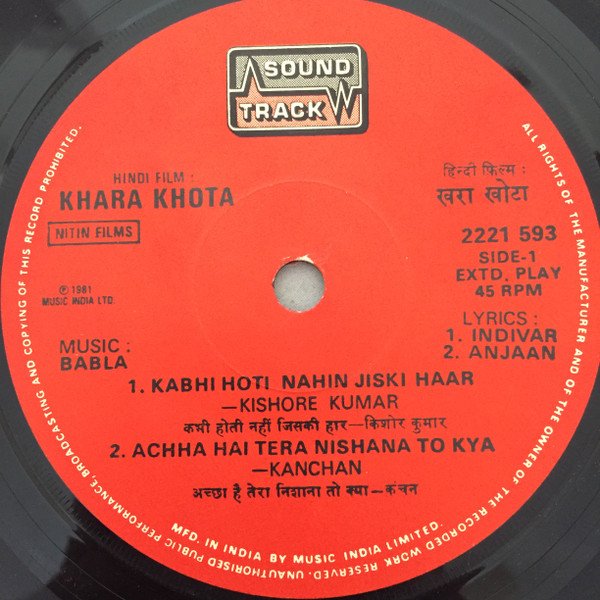 SOUND
TRACK
HINDI FILM :
KHARA KHOTA
NITIN FILMS
हिन्दी फिल्म :
खरा खोटा
2221 593
SIDE-1
EXTD. PLAY
45 RPM
℗ 1981
MUSIC INDIA LTD.
MUSIC :
BABLA
LYRICS :
1. INDIVAR
2. ANJAAN
1. KABHI HOTI NAHIN JISKI HAAR
—KISHORE KUMAR
कभी होती नहीं जिसकी हार—किशोर कुमार
2. ACHHA HAI TERA NISHANA TO KYA
—KANCHAN
अच्छा है तेरा निशाना तो क्या—कंचन
MFD. IN INDIA BY MUSIC INDIA LIMITED.
ALL RIGHTS OF THE MANUFACTURER AND OF THE OWNER OF THE RECORDED WORK RESERVED. UNAUTHORISED PUBLIC PERFORMANCE, BROADCASTING AND COPYING OF THIS RECORD PROHIBITED.